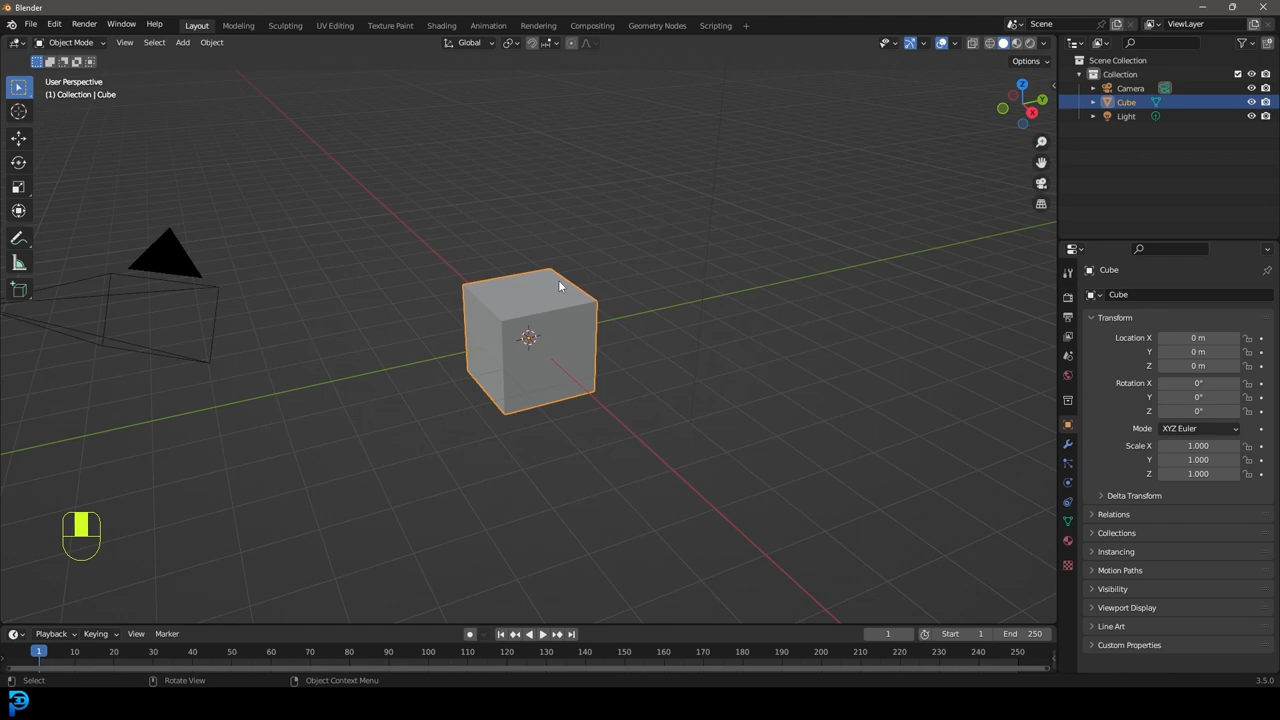 Blender
File Edit Render Window Help Layout Modeling Sculpting UV Editing Texture Paint Shading Animation Rendering Compositing Geometry Nodes Scripting + Scene ViewLayer
Object Mode View Select Add Object Global
Options
User Perspective
(1) Collection | Cube
Z
Y
X
Scene Collection
Collection
Camera
Cube
Light
Cube
Cube
Transform
Location X 0 m
Y 0 m
Z 0 m
Rotation X 0°
Y 0°
Z 0°
Mode XYZ Euler
Scale X 1.000
Y 1.000
Z 1.000
Delta Transform
Relations
Collections
Instancing
Motion Paths
Visibility
Viewport Display
Line Art
Custom Properties
Playback Keying View Marker 1 Start 1 End 250
1 10 20 30 40 50 60 70 80 90 100 110 120 130 140 150 160 170 180 190 200 210 220 230 240 250
Select Rotate View Object Context Menu 3.5.0